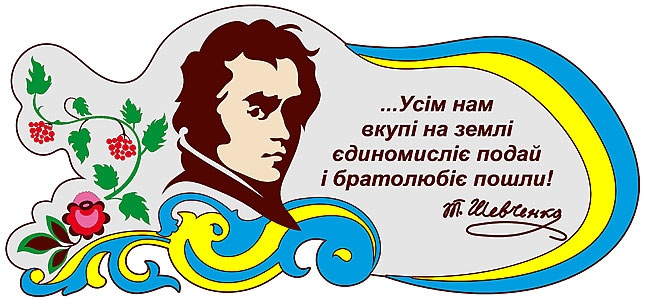 ...Усім нам
вкупі на землі
єдиномисліє подай
і братолюбіє пошли!
Т. Шевченко